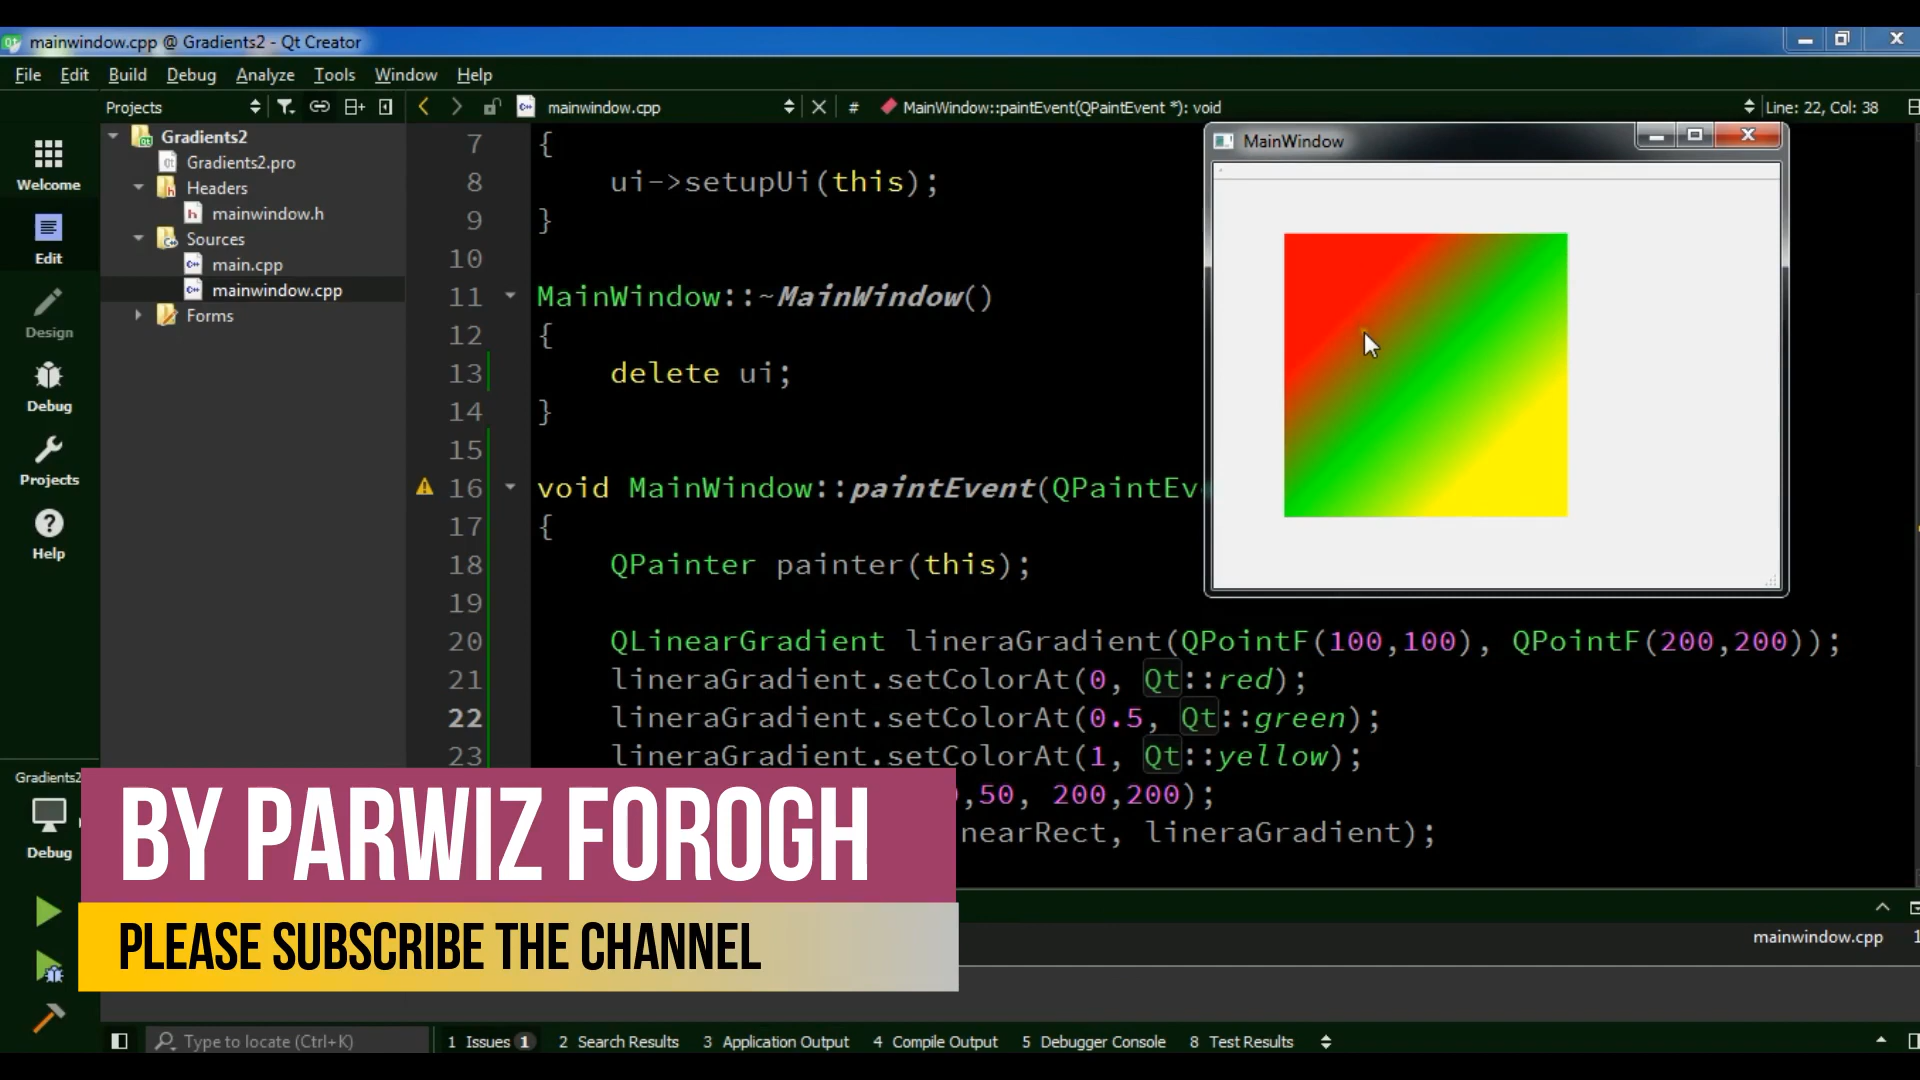 mainwindow.cpp @ Gradients2 - Qt Creator
File Edit Build Debug Analyze Tools Window Help
Projects
mainwindow.cpp
# MainWindow::paintEvent(QPaintEvent *): void
Line: 22, Col: 38
Welcome
Edit
Design
Debug
Projects
Help
Gradients2
Gradients2.pro
Headers
mainwindow.h
Sources
main.cpp
mainwindow.cpp
Forms
7 {
8 ui->setupUi(this);
9 }
10
11 MainWindow::~MainWindow()
12 {
13 delete ui;
14 }
15
16 void MainWindow::paintEvent(QPaintEv
17 {
18 QPainter painter(this);
19
20 QLinearGradient lineraGradient(QPointF(100,100), QPointF(200,200));
21 lineraGradient.setColorAt(0, Qt::red);
22 lineraGradient.setColorAt(0.5, Qt::green);
23 lineraGradient.setColorAt(1, Qt::yellow);
,50, 200,200);
nearRect, lineraGradient);
MainWindow
Gradients2
Debug
BY PARWIZ FOROGH
PLEASE SUBSCRIBE THE CHANNEL
mainwindow.cpp
Type to locate (Ctrl+K)
1 Issues 1 2 Search Results 3 Application Output 4 Compile Output 5 Debugger Console 8 Test Results